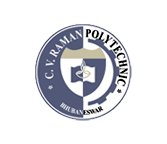 C. V. RAMAN POLYTECHNIC
BHUBANESWAR